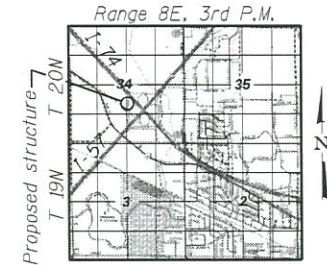 Range 8E, 3rd P.M.
Proposed structure
T 20N
T 19N
I-74
I-57
34
35
3
2
N